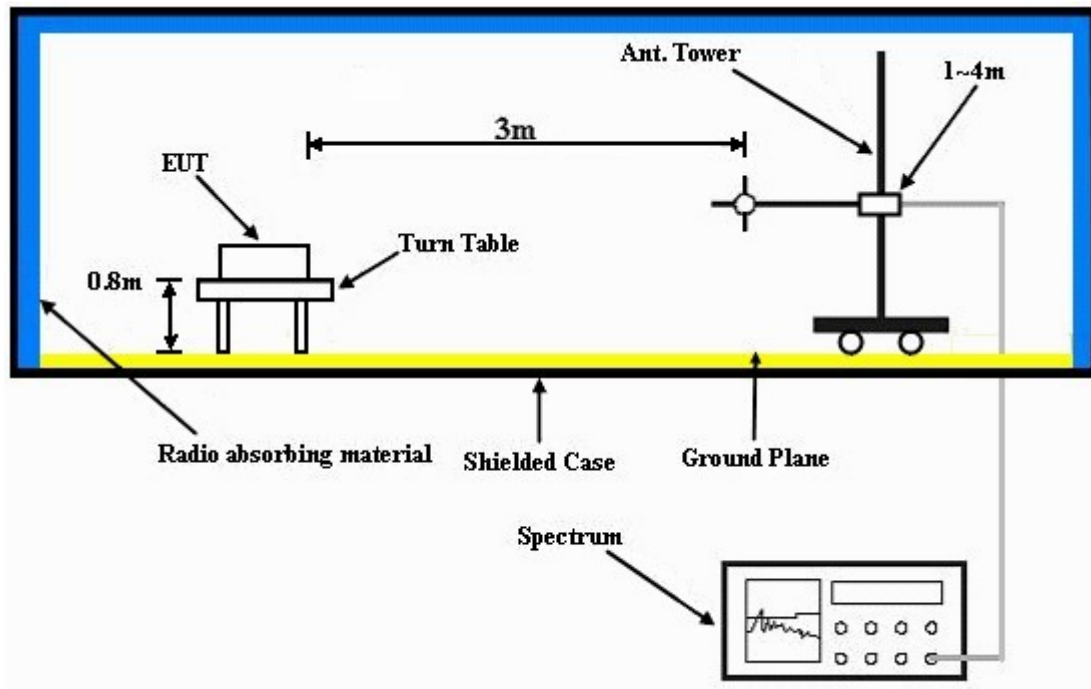 Ant. Tower
1~4m
3m
EUT
Turn Table
0.8m
Radio absorbing material
Shielded Case
Ground Plane
Spectrum